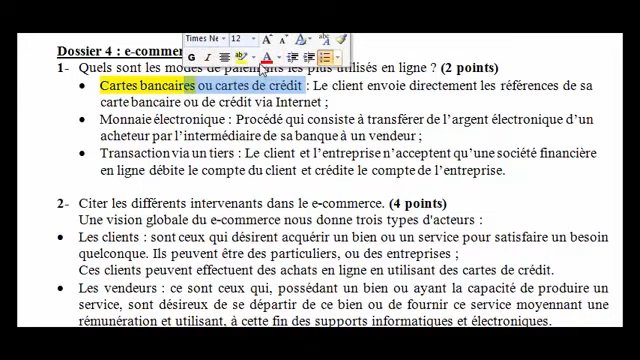 Times Ne 12
G I
Dossier 4 : e-commer
1- Quels sont les modes de paiements les plus utilisés en ligne ? (2 points)
• Cartes bancaires ou cartes de crédit : Le client envoie directement les références de sa
carte bancaire ou de crédit via Internet ;
• Monnaie électronique : Procédé qui consiste à transférer de l'argent électronique d'un
acheteur par l'intermédiaire de sa banque à un vendeur ;
• Transaction via un tiers : Le client et l'entreprise n'acceptent qu'une société financière
en ligne débite le compte du client et crédite le compte de l'entreprise.
2- Citer les différents intervenants dans le e-commerce. (4 points)
Une vision globale du e-commerce nous donne trois types d'acteurs :
• Les clients : sont ceux qui désirent acquérir un bien ou un service pour satisfaire un besoin
quelconque. Ils peuvent être des particuliers, ou des entreprises ;
Ces clients peuvent effectuent des achats en ligne en utilisant des cartes de crédit.
• Les vendeurs : ce sont ceux qui, possédant un bien ou ayant la capacité de produire un
service, sont désireux de se départir de ce bien ou de fournir ce service moyennant une
rémunération et utilisant, à cette fin des supports informatiques et électroniques.